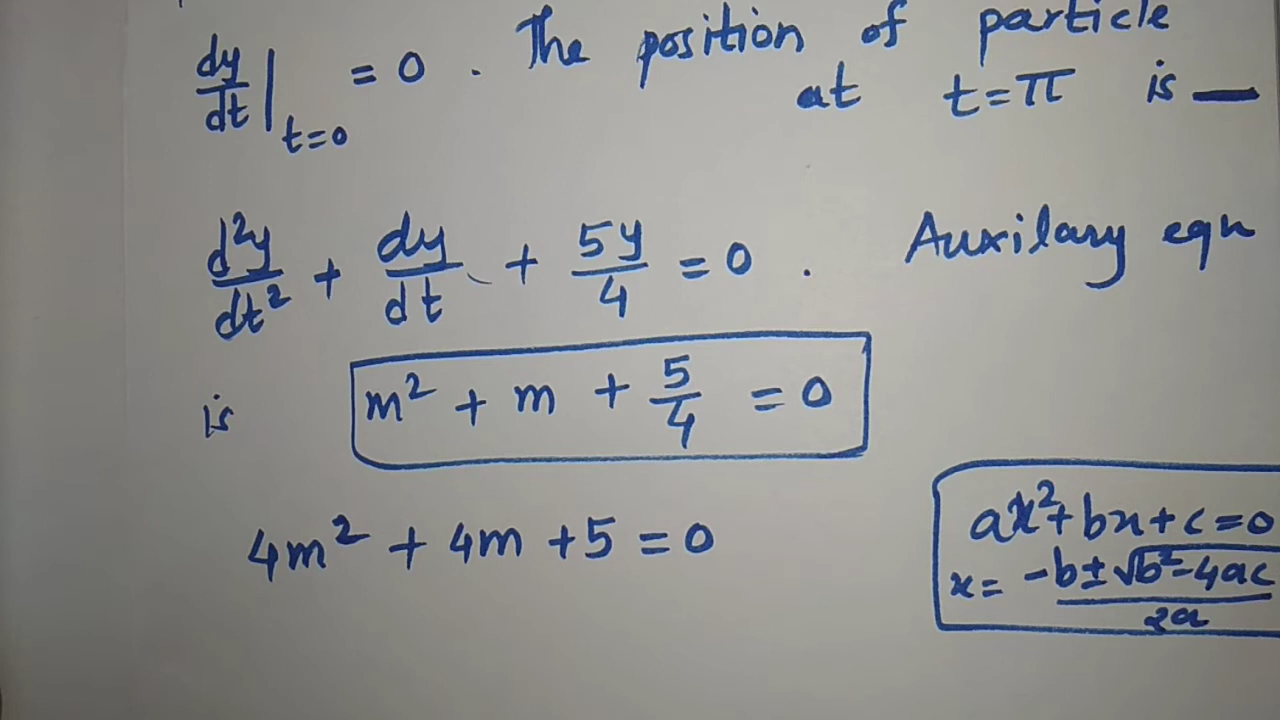 dy/dt |t=0 = 0 . The position of particle
at t=π is —
d²y/dt² + dy/dt + 5y/4 = 0 . Auxilary eqn
is m² + m + 5/4 = 0
4m² + 4m + 5 = 0
ax²+bx+c=0
x= -b±√b²-4ac/2a